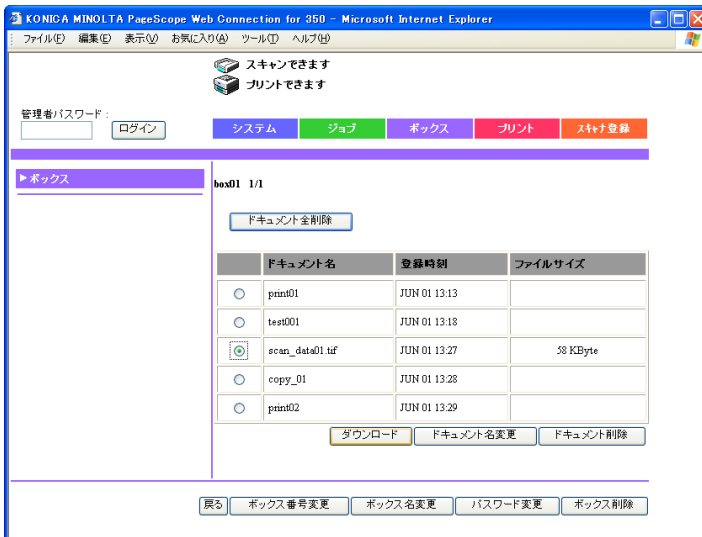 KONICA MINOLTA PageScope Web Connection for 350 - Microsoft Internet Explorer
ファイル(F) 編集(E) 表示(V) お気に入り(A) ツール(T) ヘルプ(H)
スキャンできます
プリントできます
管理者パスワード:
ログイン
システム ジョブ ボックス プリント スキャナ登録
▶ボックス
box01 1/1
ドキュメント全削除
ドキュメント名 登録時刻 ファイルサイズ
print01 JUN 01 13:13
test001 JUN 01 13:18
scan_data01.tif JUN 01 13:27 58 KByte
copy_01 JUN 01 13:28
print02 JUN 01 13:29
ダウンロード ドキュメント名変更 ドキュメント削除
戻る ボックス番号変更 ボックス名変更 パスワード変更 ボックス削除